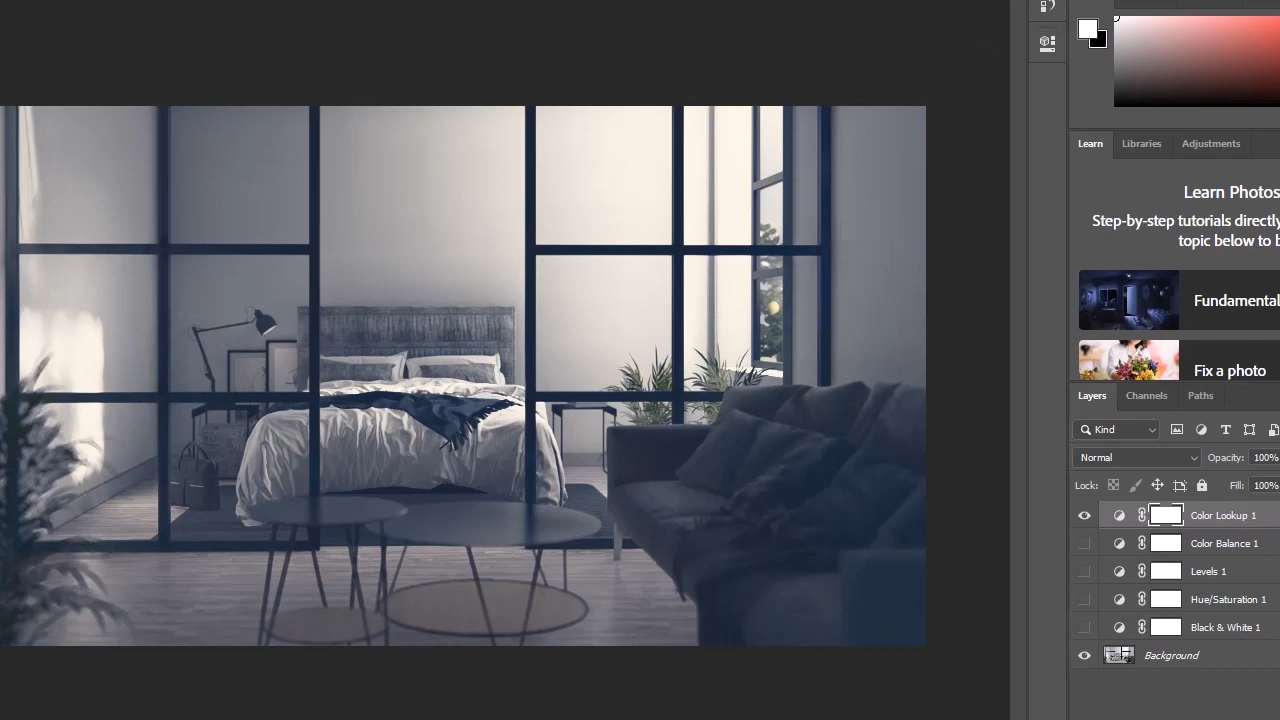 Learn Libraries Adjustments
Learn Photos
Step-by-step tutorials directly
topic below to b
Fundamental
Fix a photo
Layers Channels Paths
Kind
Normal Opacity: 100%
Lock: Fill: 100%
Color Lookup 1
Color Balance 1
Levels 1
Hue/Saturation 1
Black & White 1
Background